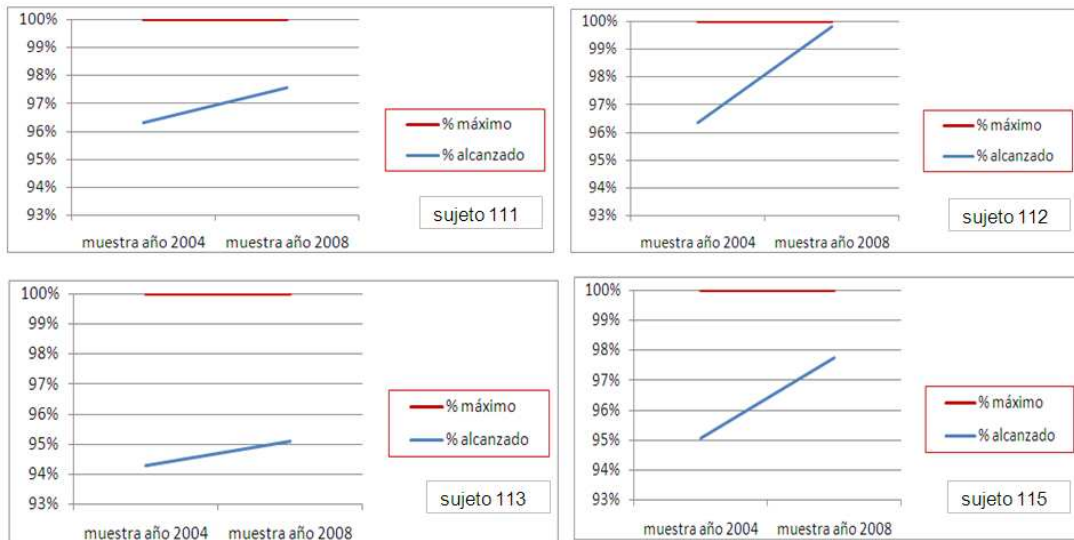 100%
99%
98%
97%
96%
95%
94%
93%
muestra año 2004
muestra año 2008
% máximo
% alcanzado
sujeto 111
100%
99%
98%
97%
96%
95%
94%
93%
muestra año 2004
muestra año 2008
% máximo
% alcanzado
sujeto 112
100%
99%
98%
97%
96%
95%
94%
93%
muestra año 2004
muestra año 2008
% máximo
% alcanzado
sujeto 113
100%
99%
98%
97%
96%
95%
94%
93%
muestra año 2004
muestra año 2008
% máximo
% alcanzado
sujeto 115